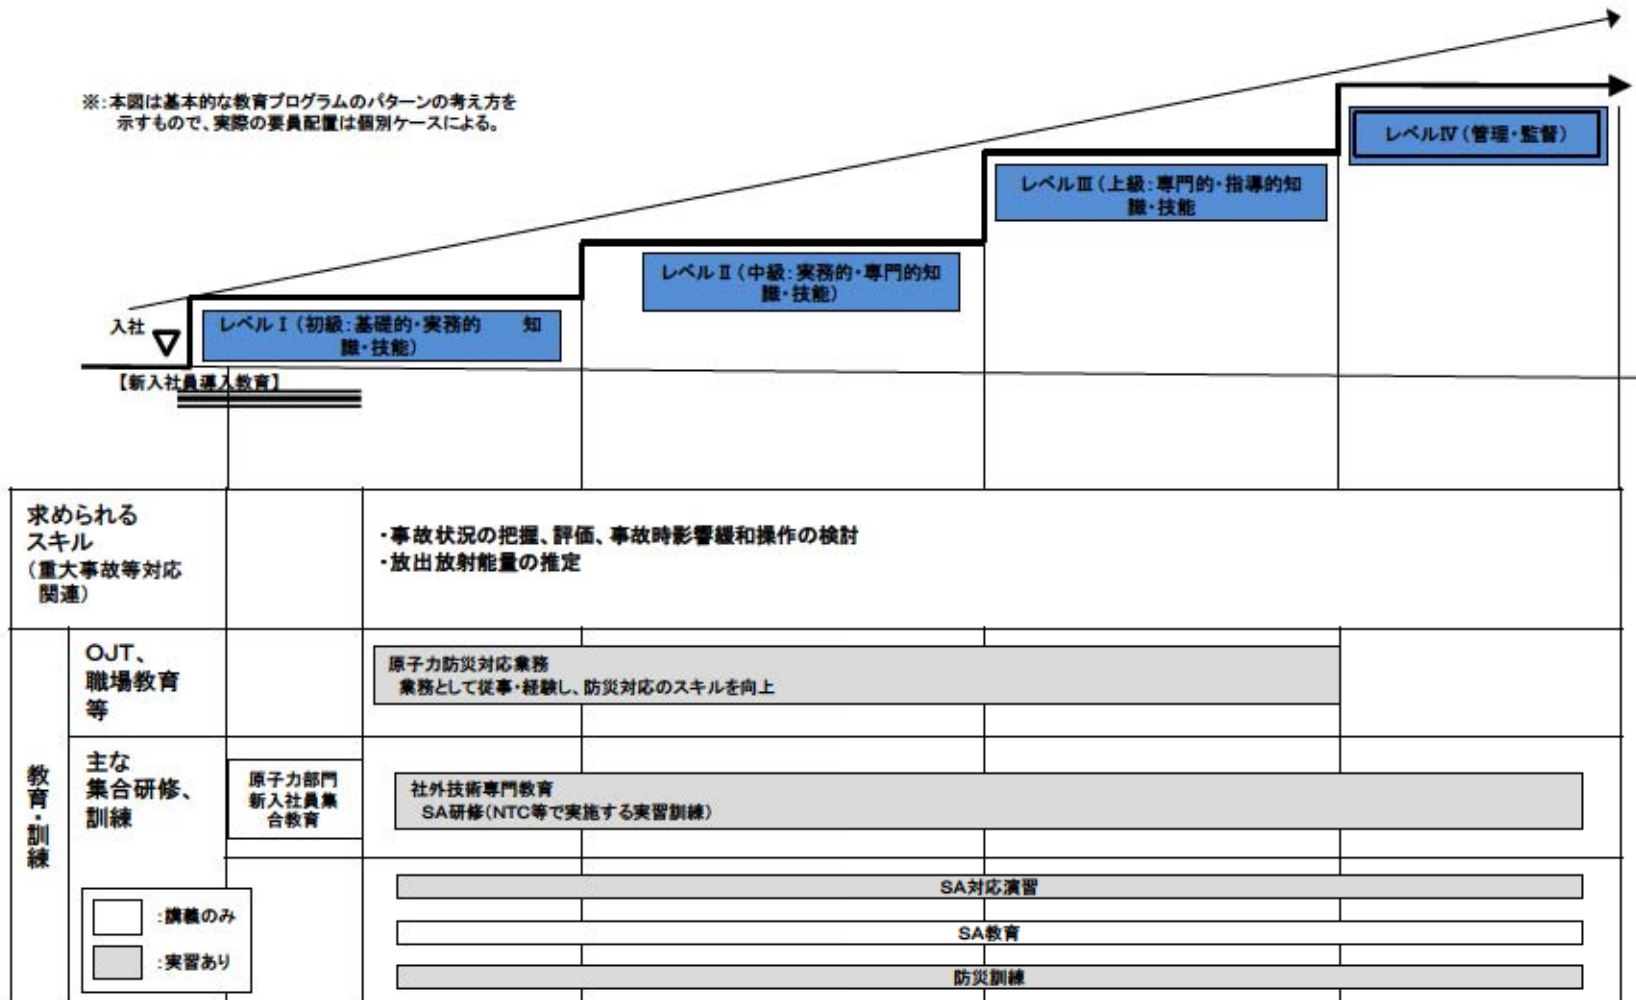 ※:本図は基本的な教育プログラムのパターンの考え方を
示すもので、実際の要員配置は個別ケースによる。
レベルⅣ(管理・監督)
レベルⅢ(上級:専門的・指導的知
識・技能
レベルⅡ(中級:実務的・専門的知
識・技能)
入社
レベルⅠ(初級:基礎的・実務的 知
識・技能)
【新入社員導入教育】
求められる
スキル
(重大事故等対応
関連)
・事故状況の把握、評価、事故時影響緩和操作の検討
・放出放射能量の推定
教育・訓練
OJT、
職場教育
等
原子力防災対応業務
業務として従事・経験し、防災対応のスキルを向上
主な
集合研修、
訓練
原子力部門
新入社員集
合教育
社外技術専門教育
SA研修(NTC等で実施する実習訓練)
SA対応演習
SA教育
防災訓練
:講義のみ
:実習あり